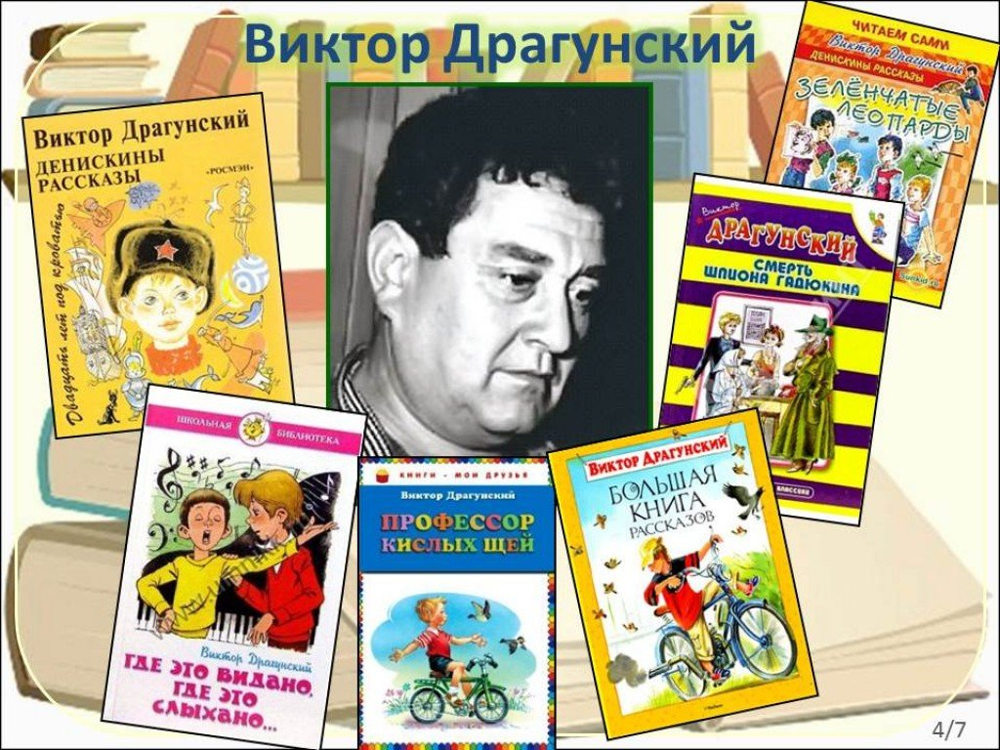 Виктор Драгунский
Виктор Драгунский
ДЕНИСКИНЫ
РАССКАЗЫ
«РОСМЭН»
Двадцать лет под кроватью
ЧИТАЕМ САМИ
Виктор Драгунский
ДЕНИСКИНЫ РАССКАЗЫ
ЗЕЛЁНЧАТЫЕ
ЛЕОПАРДЫ
Виктор
ДРАГУНСКИЙ
СМЕРТЬ
ШПИОНА ГАДЮКИНА
ШКОЛЬНАЯ БИБЛИОТЕКА
Виктор Драгунский
ГДЕ ЭТО ВИДАНО,
ГДЕ ЭТО
СЛЫХАНО...
КНИГИ - МОИ ДРУЗЬЯ
Виктор Драгунский
ПРОФЕССОР
КИСЛЫХ ЩЕЙ
ВИКТОР ДРАГУНСКИЙ
БОЛЬШАЯ
КНИГА
РАССКАЗОВ
4/7